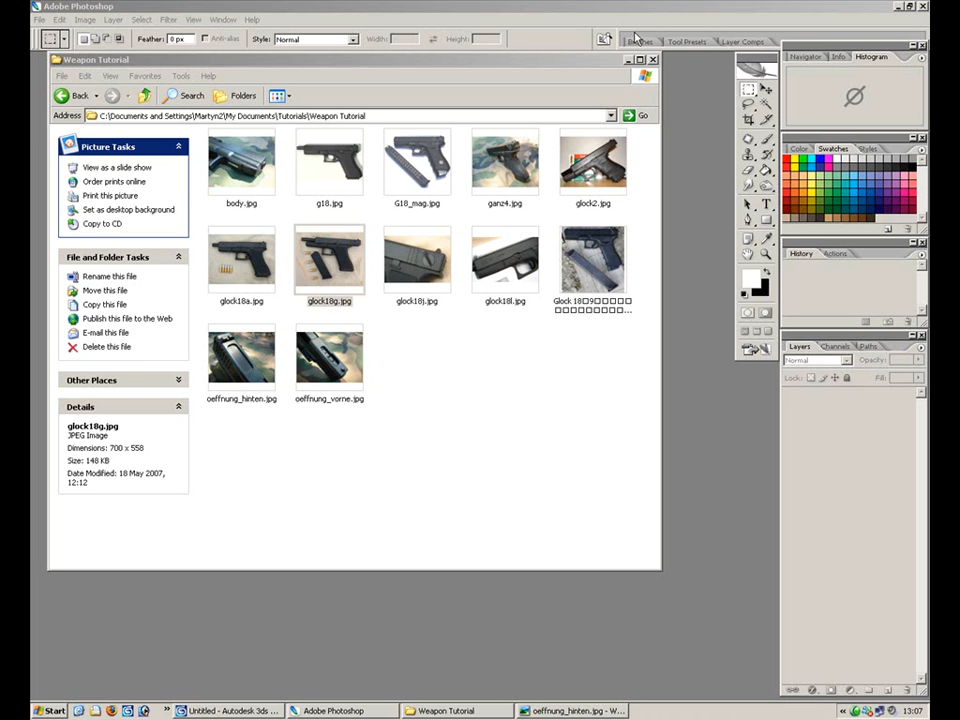 Adobe Photoshop
File Edit Image Layer Select Filter View Window Help
Feather: 0 px Anti-alias Style: Normal Width: Height:
Brushes Tool Presets Layer Comps
Weapon Tutorial
File Edit View Favorites Tools Help
Back Search Folders
Address C:\Documents and Settings\Martyn2\My Documents\Tutorials\Weapon Tutorial Go
Picture Tasks
View as a slide show
Order prints online
Print this picture
Set as desktop background
Copy to CD
File and Folder Tasks
Rename this file
Move this file
Copy this file
Publish this file to the Web
E-mail this file
Delete this file
Other Places
Details
glock18g.jpg
JPEG Image
Dimensions: 700 x 558
Size: 148 KB
Date Modified: 18 May 2007,
12:12
body.jpg g18.jpg G18_mag.jpg ganz4.jpg glock2.jpg
glock18a.jpg glock18g.jpg glock18j.jpg glock18l.jpg Glock 18□9□□□□□
□□□□□□□□□...
oeffnung_hinten.jpg oeffnung_vorne.jpg
Navigator Info Histogram
Color Swatches Styles
History Actions
Layers Channels Paths
Normal Opacity:
Lock: Fill:
Start Untitled - Autodesk 3ds ... Adobe Photoshop Weapon Tutorial oeffnung_hinten.jpg - W... 13:07